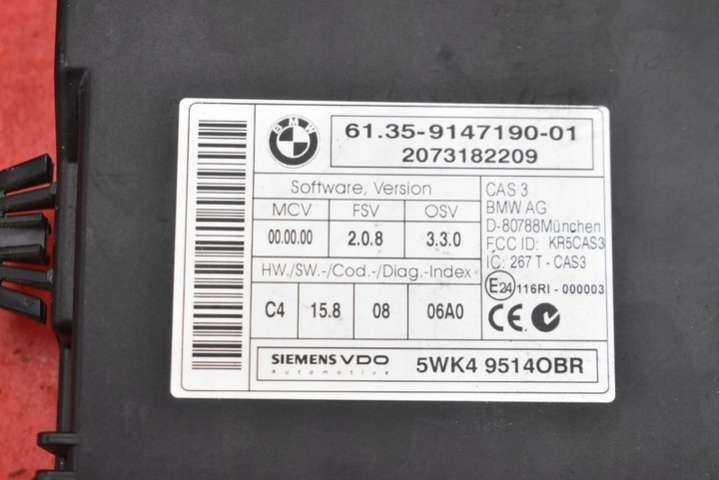 BMW
61.35-9147190-01
2073182209
Software, Version
MCV FSV OSV
00.00.00 2.0.8 3.3.0
HW./SW.-/Cod.-/Diag.-Index
C4 15.8 08 06A0
CAS 3
BMW AG
D-80788München
FCC ID: KR5CAS3
IC: 267 T - CAS3
E24 116RI - 000003
CE
SIEMENS VDO
Automotive
5WK4 9514OBR